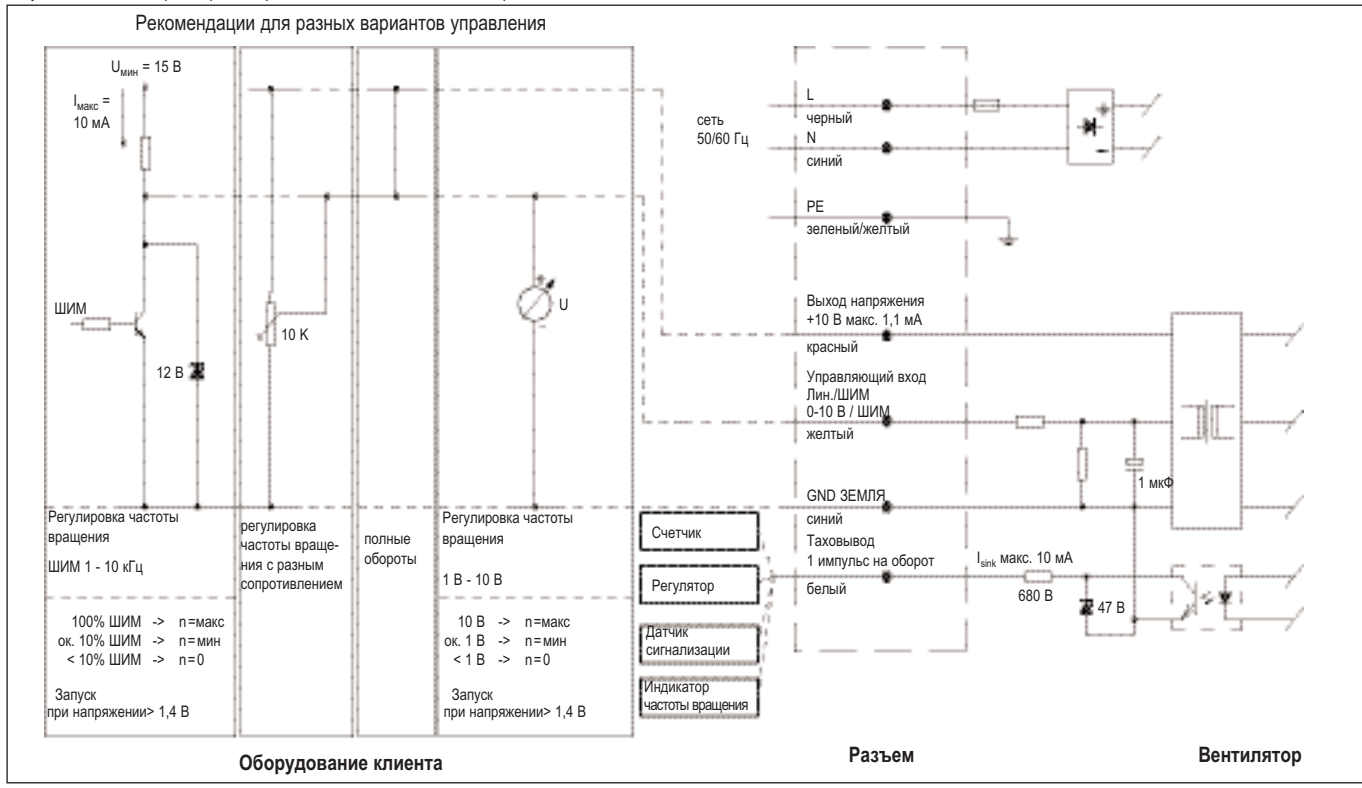 Рекомендации для разных вариантов управления
Uмин = 15 В
Iмакс =
10 мА
ШИМ
12 В
10 K
U
Регулировка частоты
вращения
ШИМ 1 - 10 кГц
100% ШИМ -> n=макс
ок. 10% ШИМ -> n=мин
< 10% ШИМ -> n=0
Запуск
при напряжении> 1,4 В
регулировка
частоты враще-
ния с разным
сопротивлением
полные
обороты
Регулировка частоты
вращения
1 В - 10 В
10 В -> n=макс
ок. 1 В -> n=мин
< 1 В -> n=0
Запуск
при напряжении> 1,4 В
Оборудование клиента
Счетчик
Регулятор
Датчик
сигнализации
Индикатор
частоты вращения
сеть
50/60 Гц
L
черный
N
синий
PE
зеленый/желтый
Выход напряжения
+10 В макс. 1,1 мА
красный
Управляющий вход
Лин./ШИМ
0-10 В / ШИМ
желтый
GND ЗЕМЛЯ
синий
Таховывод
1 импульс на оборот
белый
Разъем
1 мкФ
Isink макс. 10 мА
680 В
47 В
Вентилятор